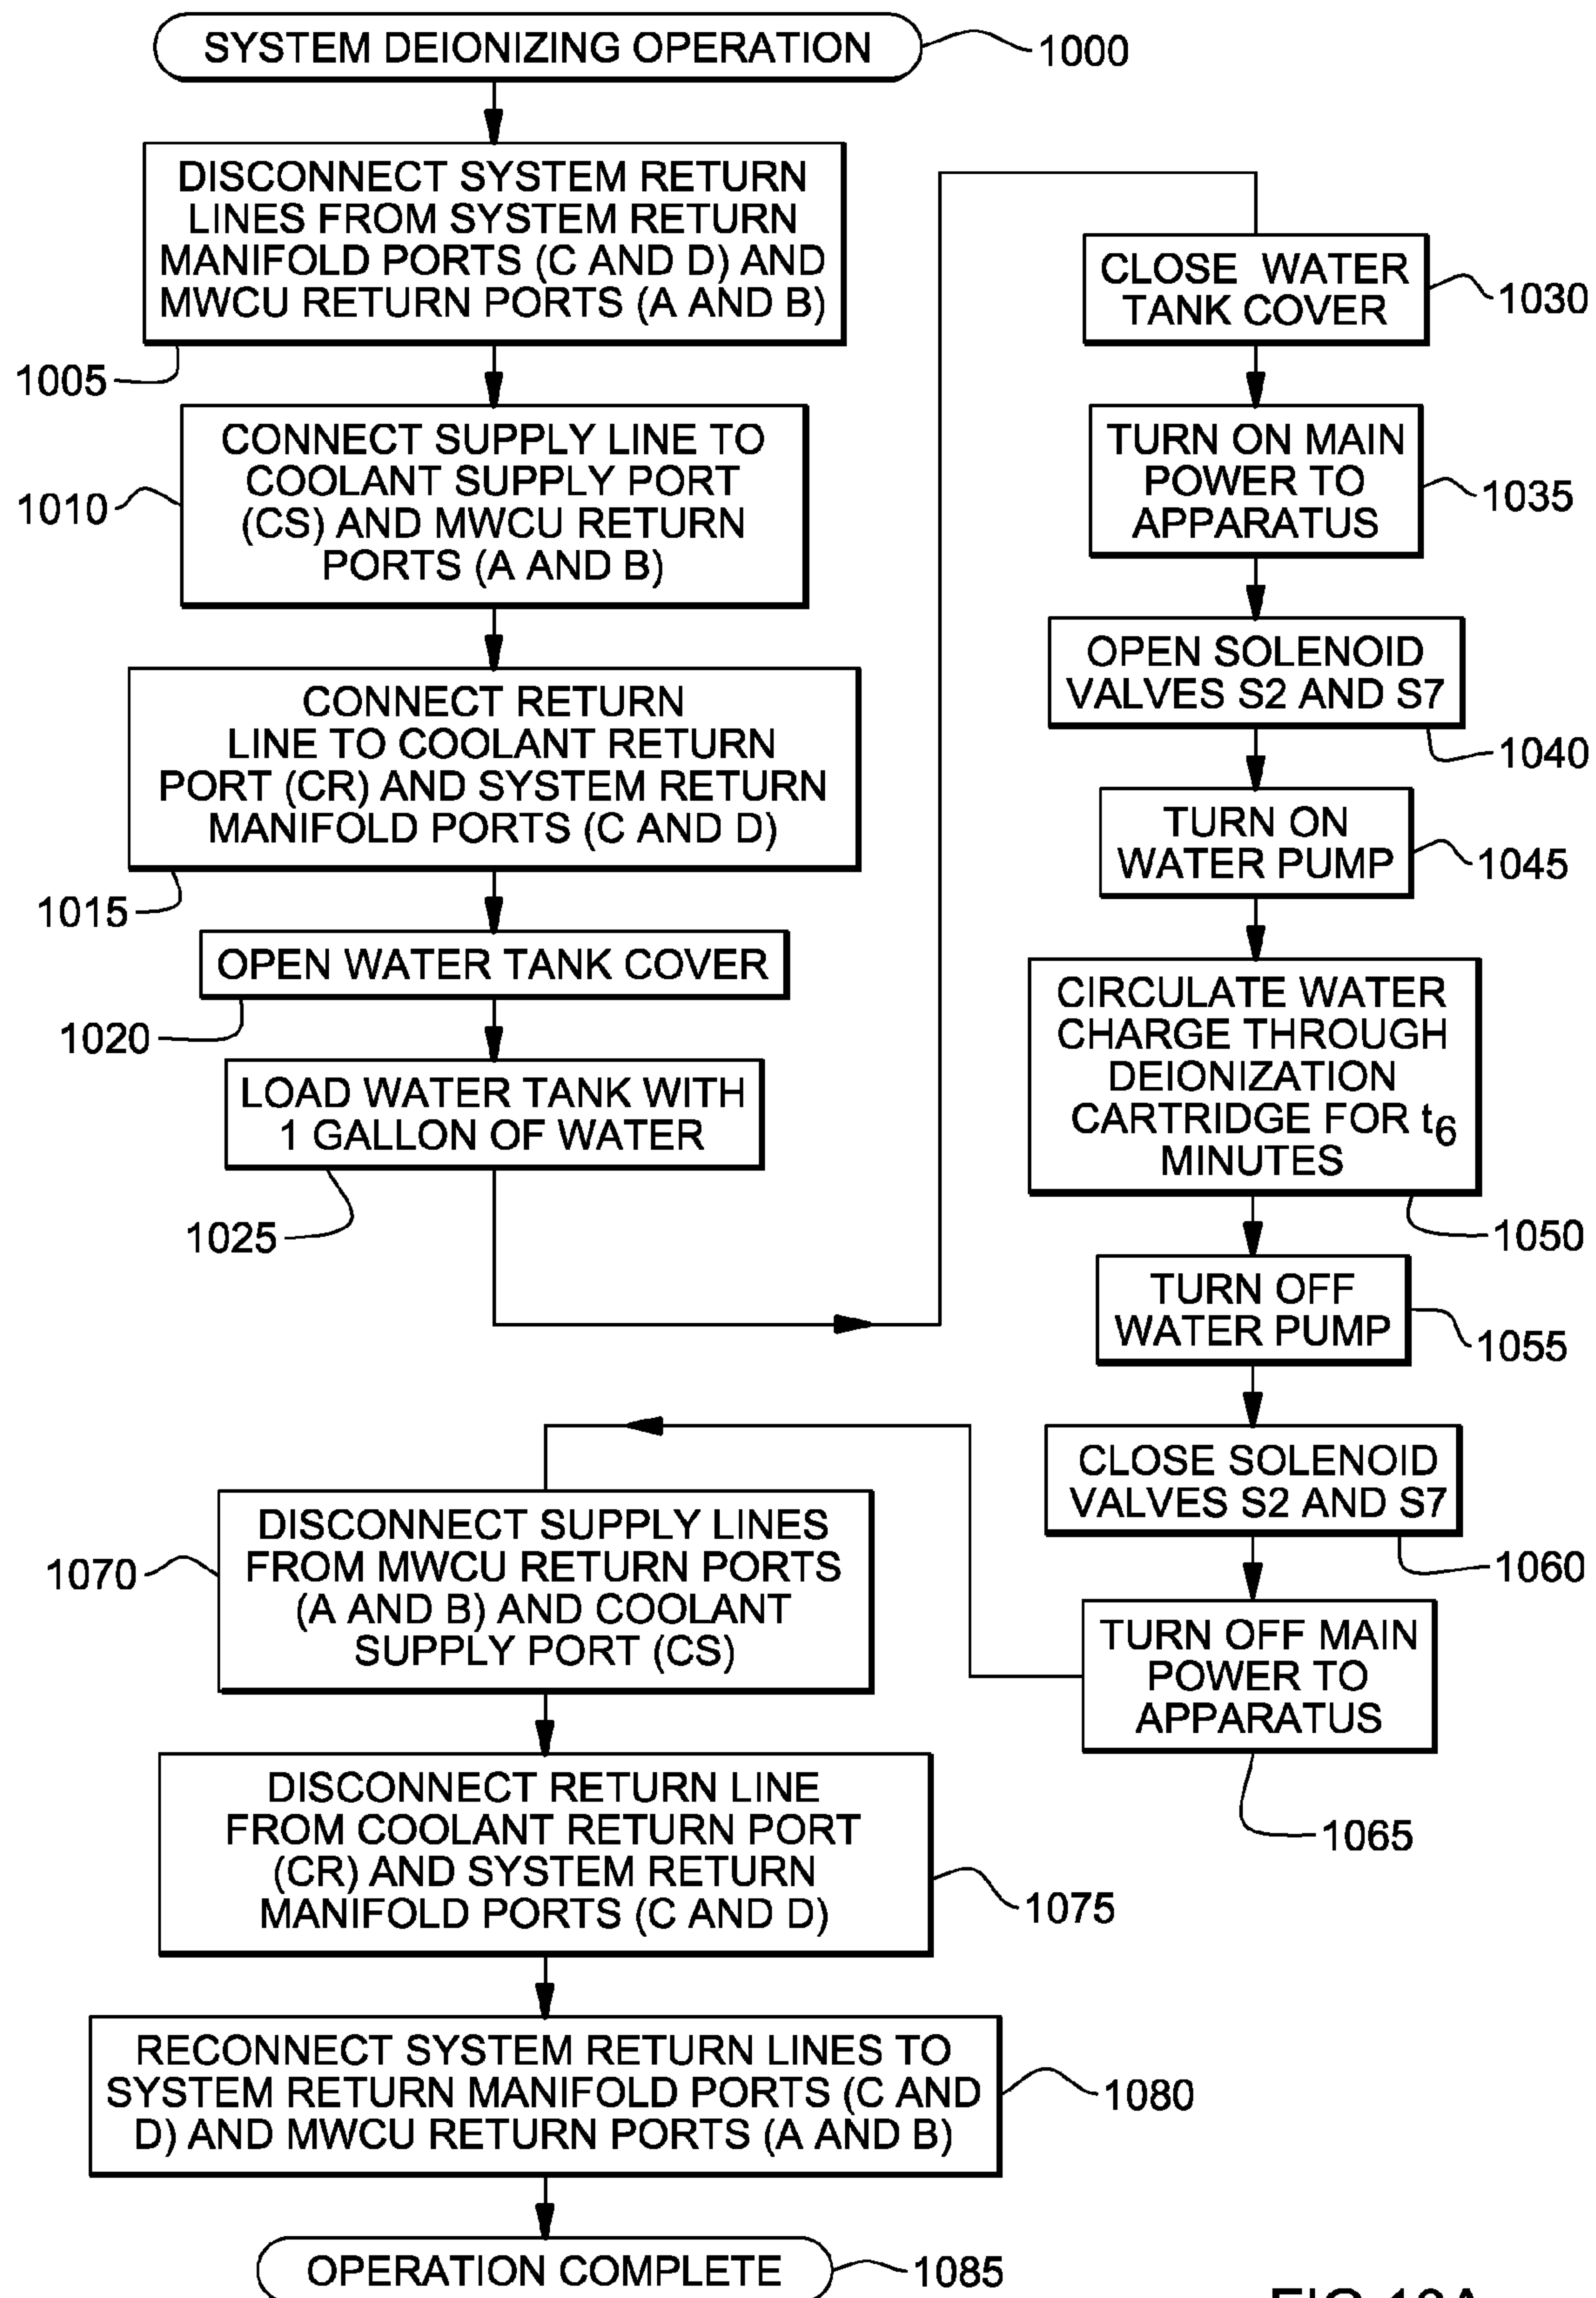 SYSTEM DEIONIZING OPERATION
1000
DISCONNECT SYSTEM RETURN
LINES FROM SYSTEM RETURN
MANIFOLD PORTS (C AND D) AND
MWCU RETURN PORTS (A AND B)
1005
CONNECT SUPPLY LINE TO
COOLANT SUPPLY PORT
(CS) AND MWCU RETURN
PORTS (A AND B)
1010
CONNECT RETURN
LINE TO COOLANT RETURN
PORT (CR) AND SYSTEM RETURN
MANIFOLD PORTS (C AND D)
1015
OPEN WATER TANK COVER
1020
LOAD WATER TANK WITH
1 GALLON OF WATER
1025
CLOSE WATER
TANK COVER
1030
TURN ON MAIN
POWER TO
APPARATUS
1035
OPEN SOLENOID
VALVES S2 AND S7
1040
TURN ON
WATER PUMP
1045
CIRCULATE WATER
CHARGE THROUGH
DEIONIZATION
CARTRIDGE FOR t6
MINUTES
1050
TURN OFF
WATER PUMP
1055
CLOSE SOLENOID
VALVES S2 AND S7
1060
TURN OFF MAIN
POWER TO
APPARATUS
1065
DISCONNECT SUPPLY LINES
FROM MWCU RETURN PORTS
(A AND B) AND COOLANT
SUPPLY PORT (CS)
1070
DISCONNECT RETURN LINE
FROM COOLANT RETURN PORT
(CR) AND SYSTEM RETURN
MANIFOLD PORTS (C AND D)
1075
RECONNECT SYSTEM RETURN LINES TO
SYSTEM RETURN MANIFOLD PORTS (C AND
D) AND MWCU RETURN PORTS (A AND B)
1080
OPERATION COMPLETE
1085